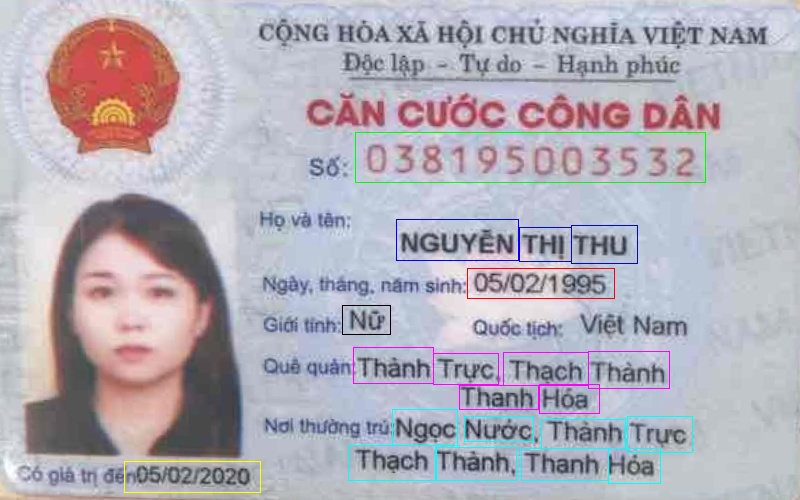 CỘNG HÒA XÃ HỘI CHỦ NGHĨA VIỆT NAM
Độc lập - Tự do - Hạnh phúc
CĂN CƯỚC CÔNG DÂN
Số: 038195003532
Họ và tên:
NGUYỄN THỊ THU
Ngày, tháng, năm sinh: 05/02/1995
Giới tính: Nữ Quốc tịch: Việt Nam
Quê quán: Thành Trực, Thạch Thành
Thanh Hóa
Nơi thường trú: Ngọc Nước, Thành Trực
Thạch Thành, Thanh Hóa
Có giá trị đến 05/02/2020